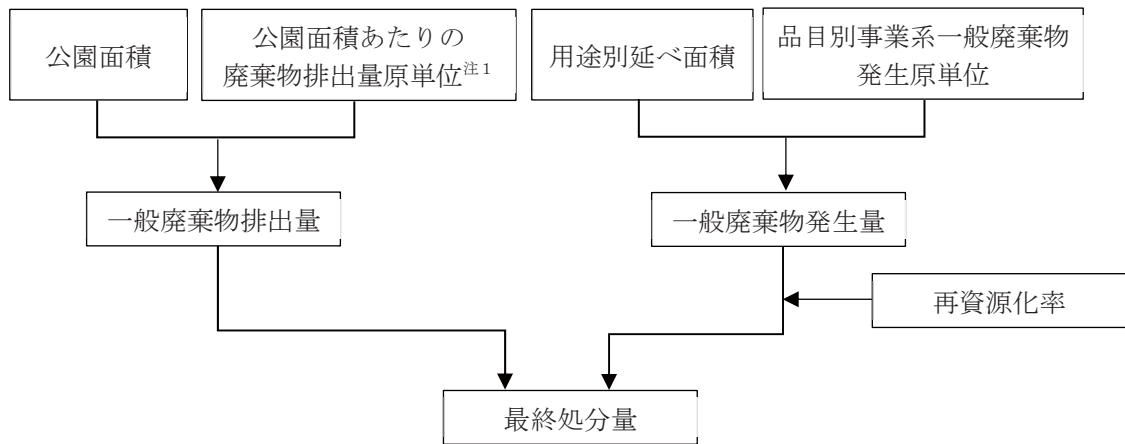 公園面積
公園面積あたりの
廃棄物排出量原単位注1
用途別延べ面積
品目別事業系一般廃棄物
発生原単位
一般廃棄物排出量
一般廃棄物発生量
再資源化率
最終処分量